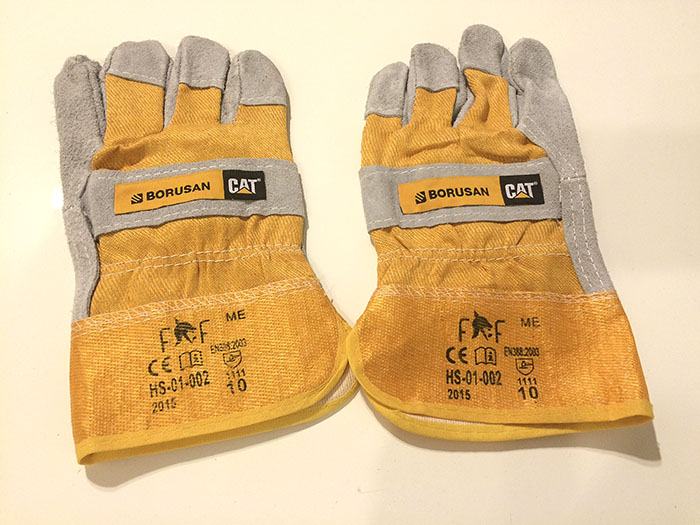 BORUSAN CAT
F F ME
CE EN388:2003
HS-01-002 1111
2015 10
BORUSAN CAT
F F ME
CE EN388:2003
HS-01-002 1111
2015 10